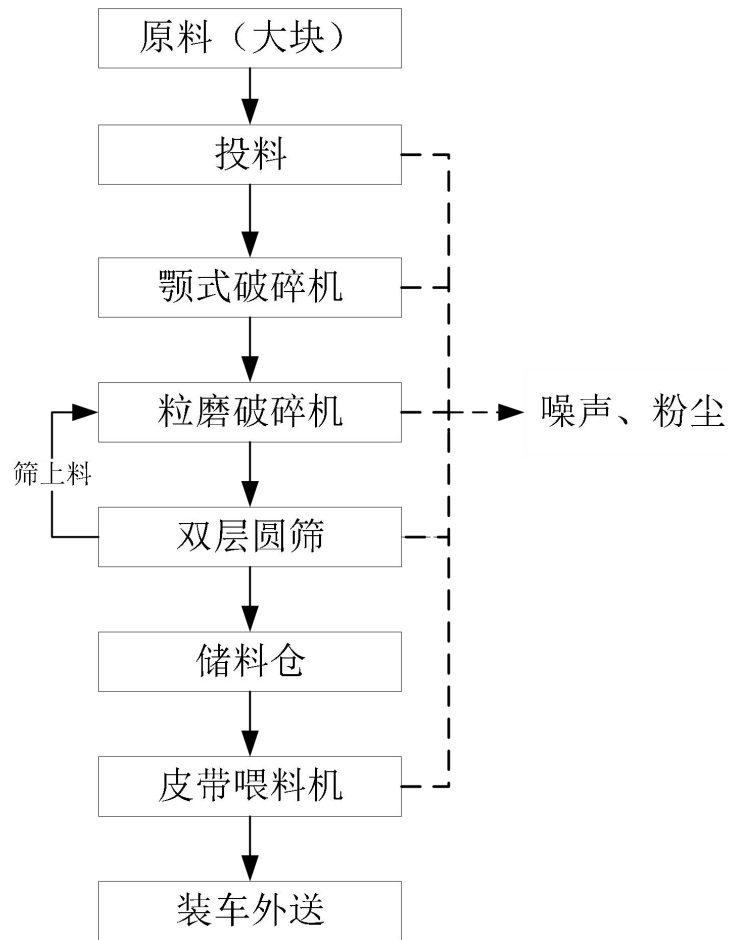 原料（大块）
投料
颚式破碎机
粒磨破碎机
噪声、粉尘
筛上料
双层圆筛
储料仓
皮带喂料机
装车外送